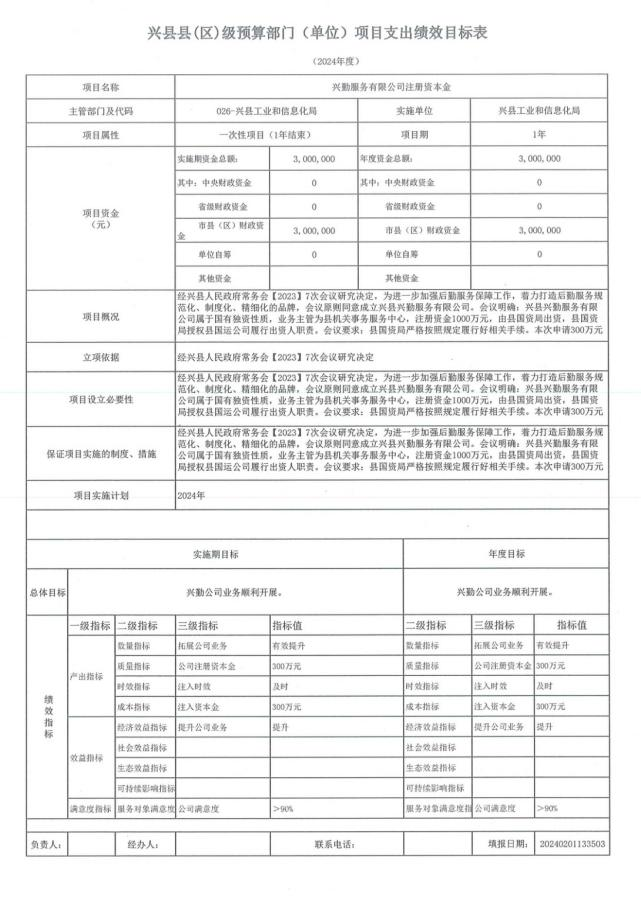 兴县县(区)级预算部门（单位）项目支出绩效目标表
（2024年度）
项目名称 兴勤服务有限公司注册资本金
主管部门及代码 026-兴县工业和信息化局 实施单位 兴县工业和信息化局
项目属性 一次性项目（1年结束） 项目期 1年
项目资金
（元）
实施期资金总额: 3,000,000 年度资金总额: 3,000,000
其中: 中央财政资金 0 其中: 中央财政资金 0
省级财政资金 0 省级财政资金 0
市县（区）财政资金 3,000,000 市县（区）财政资金 3,000,000
单位自筹 0 单位自筹 0
其他资金 其他资金
项目概况
经兴县人民政府常务会【2023】7次会议研究决定，为进一步加强后勤服务保障工作，着力打造后勤服务规
范化、制度化、精细化的品牌，会议原则同意成立兴县兴勤服务有限公司。会议明确：兴县兴勤服务有限
公司属于国有独资性质，业务主管为县机关事务服务中心，注册资金1000万元，由县国资局出资，县国资
局授权县国运公司履行出资人职责。会议要求：县国资局严格按照规定履行好相关手续。本次申请300万元
立项依据 经兴县人民政府常务会【2023】7次会议研究决定
项目设立必要性
经兴县人民政府常务会【2023】7次会议研究决定，为进一步加强后勤服务保障工作，着力打造后勤服务规
范化、制度化、精细化的品牌，会议原则同意成立兴县兴勤服务有限公司。会议明确：兴县兴勤服务有限
公司属于国有独资性质，业务主管为县机关事务服务中心，注册资金1000万元，由县国资局出资，县国资
局授权县国运公司履行出资人职责。会议要求：县国资局严格按照规定履行好相关手续。本次申请300万元
保证项目实施的制度、措施
经兴县人民政府常务会【2023】7次会议研究决定，为进一步加强后勤服务保障工作，着力打造后勤服务规
范化、制度化、精细化的品牌，会议原则同意成立兴县兴勤服务有限公司。会议明确：兴县兴勤服务有限
公司属于国有独资性质，业务主管为县机关事务服务中心，注册资金1000万元，由县国资局出资，县国资
局授权县国运公司履行出资人职责。会议要求：县国资局严格按照规定履行好相关手续。本次申请300万元
项目实施计划 2024年
实施期目标 年度目标
总体目标 兴勤公司业务顺利开展。 兴勤公司业务顺利开展。
绩效指标
一级指标 二级指标 三级指标 指标值 二级指标 三级指标 指标值
产出指标
数量指标 拓展公司业务 有效提升 数量指标 拓展公司业务 有效提升
质量指标 公司注册资本金 300万元 质量指标 公司注册资本金 300万元
时效指标 注入时效 及时 时效指标 注入时效 及时
成本指标 注入资本金 300万元 成本指标 注入资本金 300万元
效益指标
经济效益指标 提升公司业务 提升 经济效益指标 提升公司业务 提升
社会效益指标 社会效益指标
生态效益指标 生态效益指标
可持续影响指标 可持续影响指标
满意度指标 服务对象满意度 公司满意度 >90% 服务对象满意度指 公司满意度 >90%
负责人: 经办人: 联系电话: 填报日期: 20240201133503